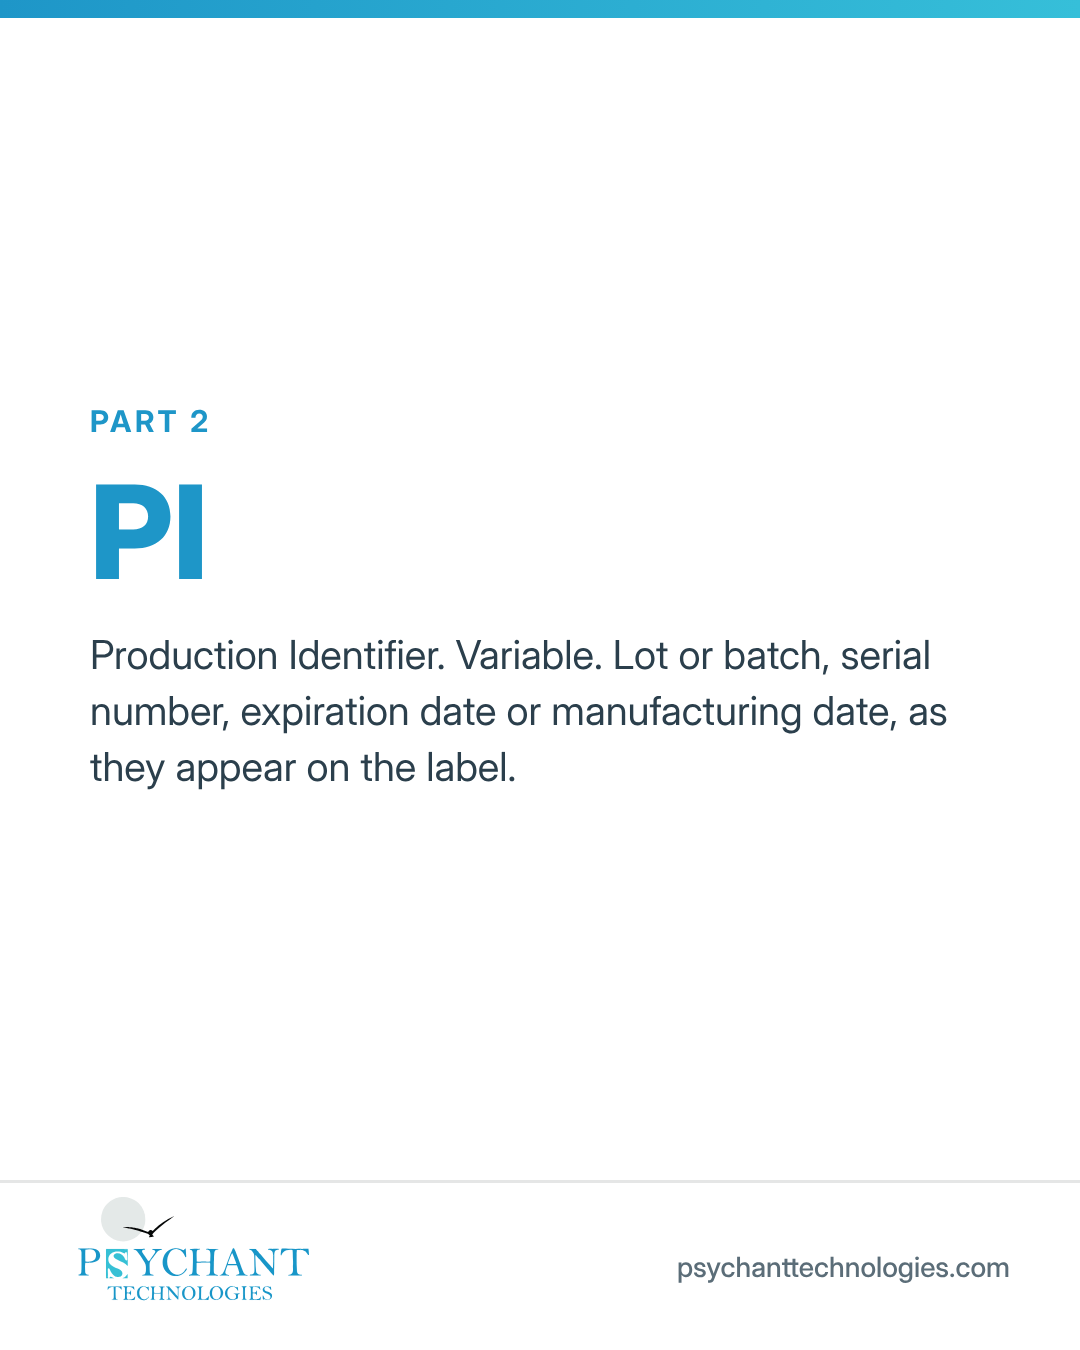 PART 2
PI
Production Identifier. Variable. Lot or batch, serial
number, expiration date or manufacturing date, as
they appear on the label.
PSYCHANT
TECHNOLOGIES
psychanttechnologies.com